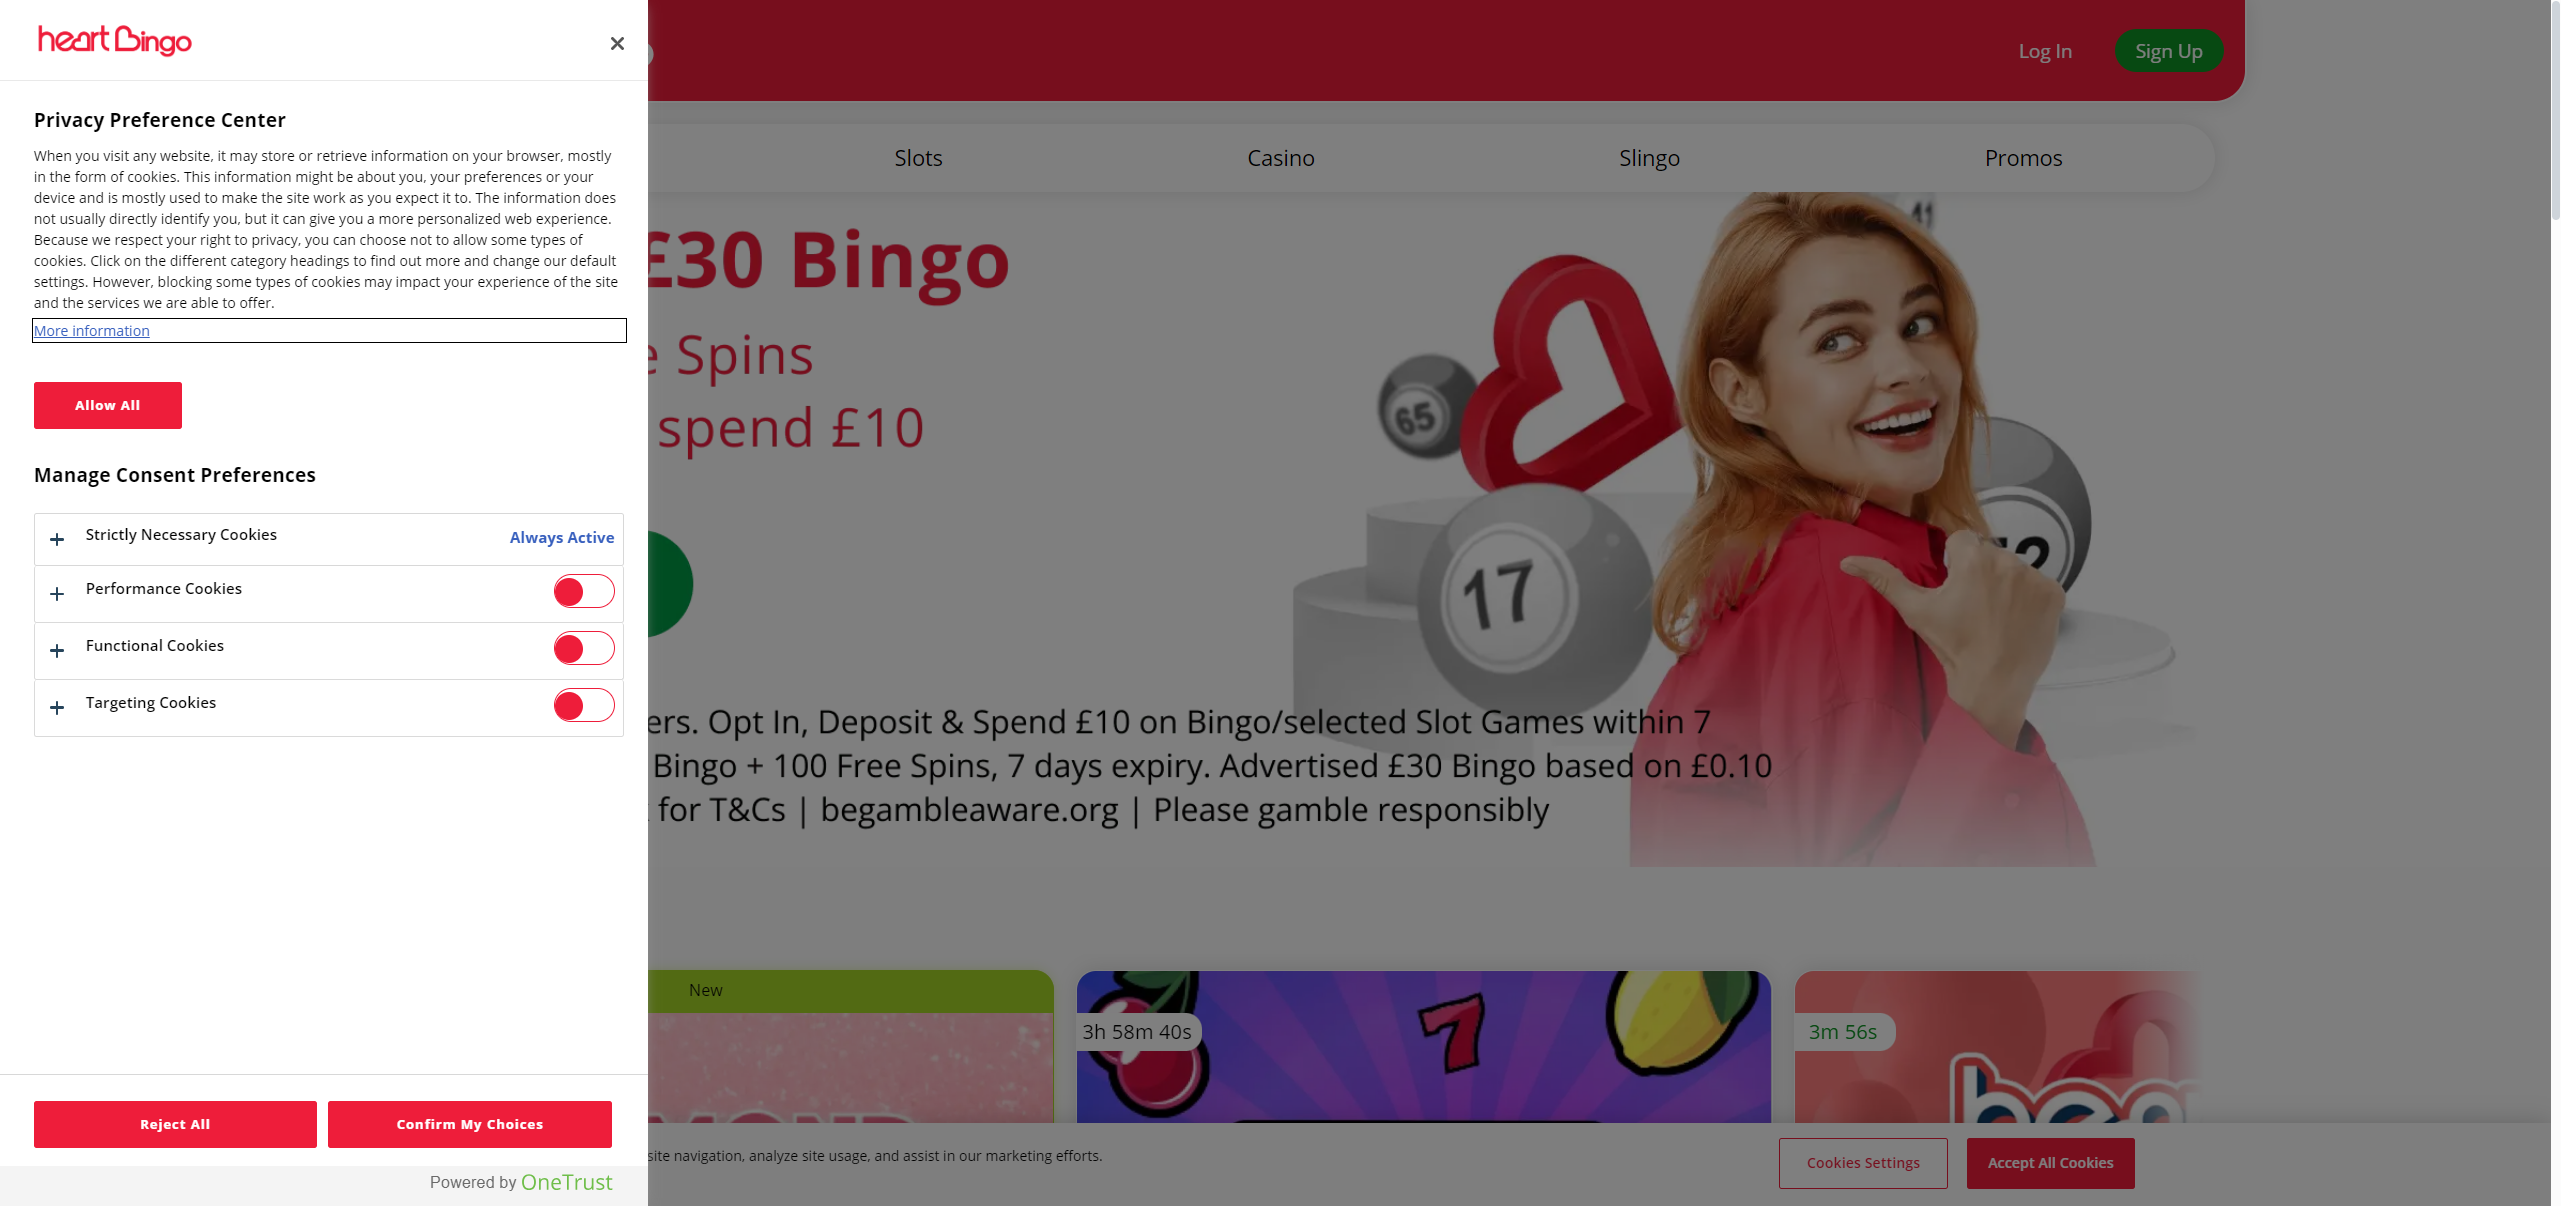 heart Bingo
Privacy Preference Center
When you visit any website, it may store or retrieve information on your browser, mostly
in the form of cookies. This information might be about you, your preferences or your
device and is mostly used to make the site work as you expect it to. The information does
not usually directly identify you, but it can give you a more personalized web experience.
Because we respect your right to privacy, you can choose not to allow some types of
cookies. Click on the different category headings to find out more and change our default
settings. However, blocking some types of cookies may impact your experience of the site
and the services we are able to offer.
More information
Allow All
Manage Consent Preferences
Strictly Necessary Cookies
Always Active
Performance Cookies
Functional Cookies
Targeting Cookies
Reject All
Confirm My Choices
Powered by OneTrust
Log In
Sign Up
Slots
Casino
Slingo
Promos
£30 Bingo
Spins
spend £10
41
65
17
ers. Opt In, Deposit & Spend £10 on Bingo/selected Slot Games within 7
Bingo + 100 Free Spins, 7 days expiry. Advertised £30 Bingo based on £0.10
for T&Cs | begambleaware.org | Please gamble responsibly
New
3h 58m 40s
7
3m 56s
site navigation, analyze site usage, and assist in our marketing efforts.
Cookies Settings
Accept All Cookies